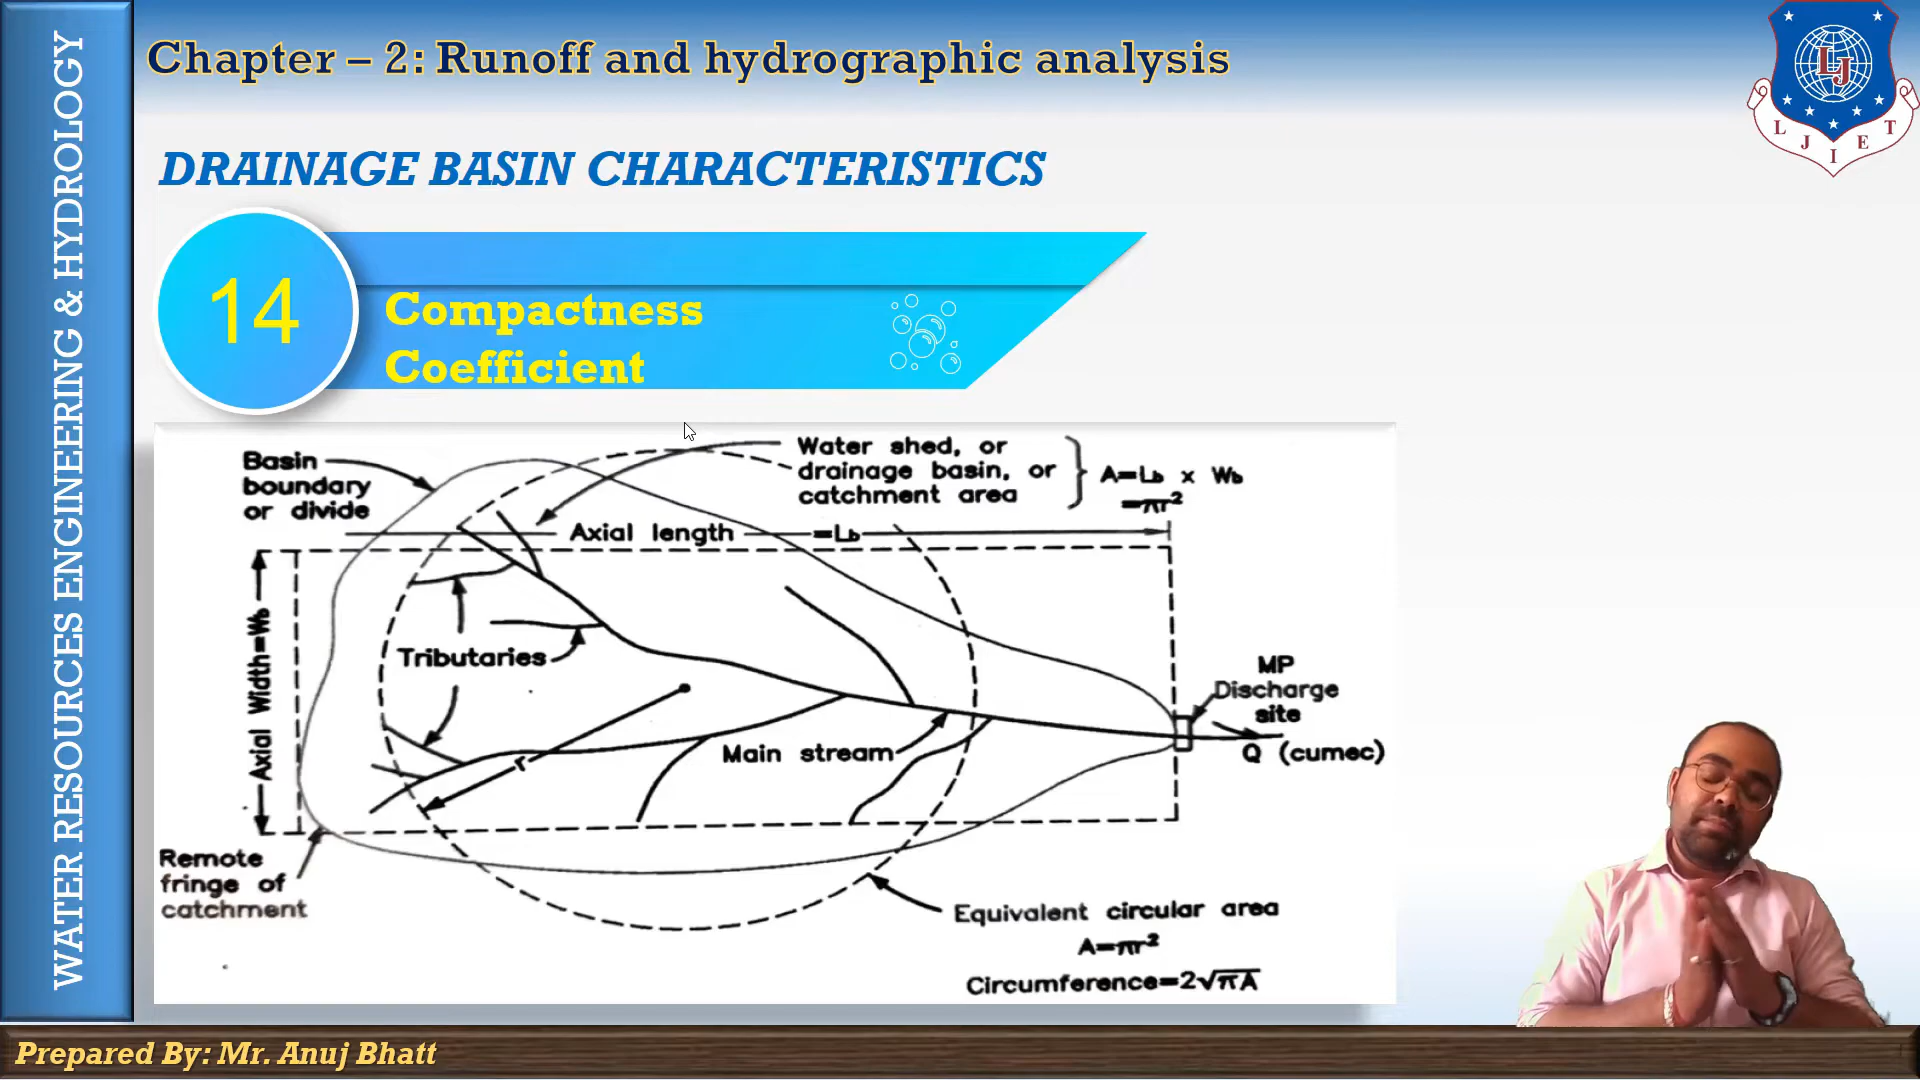 WATER RESOURCES ENGINEERING & HYDROLOGY
Chapter – 2: Runoff and hydrographic analysis
LJ
L J I E T
DRAINAGE BASIN CHARACTERISTICS
14
Compactness
Coefficient
Basin
boundary
or divide
Water shed, or
drainage basin, or
catchment area
A=Lb x Wb
=πr²
Axial length =Lb
Axial Width=Wb
Tributaries
r
Main stream
MP
Discharge
site
Q (cumec)
Remote
fringe of
catchment
Equivalent circular area
A=πr²
Circumference=2√πA
Prepared By: Mr. Anuj Bhatt